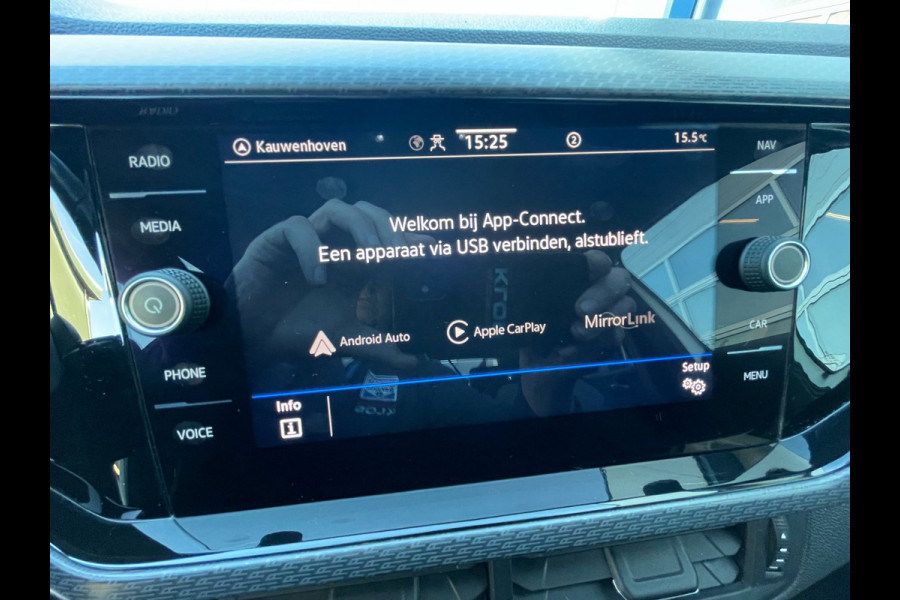 RADIO
MEDIA
PHONE
VOICE
Kauwenhoven
15:25
2
15.5°C
Welkom bij App-Connect.
Een apparaat via USB verbinden, alstublieft.
Android Auto
Apple CarPlay
MirrorLink
Info
Setup
NAV
APP
CAR
MENU